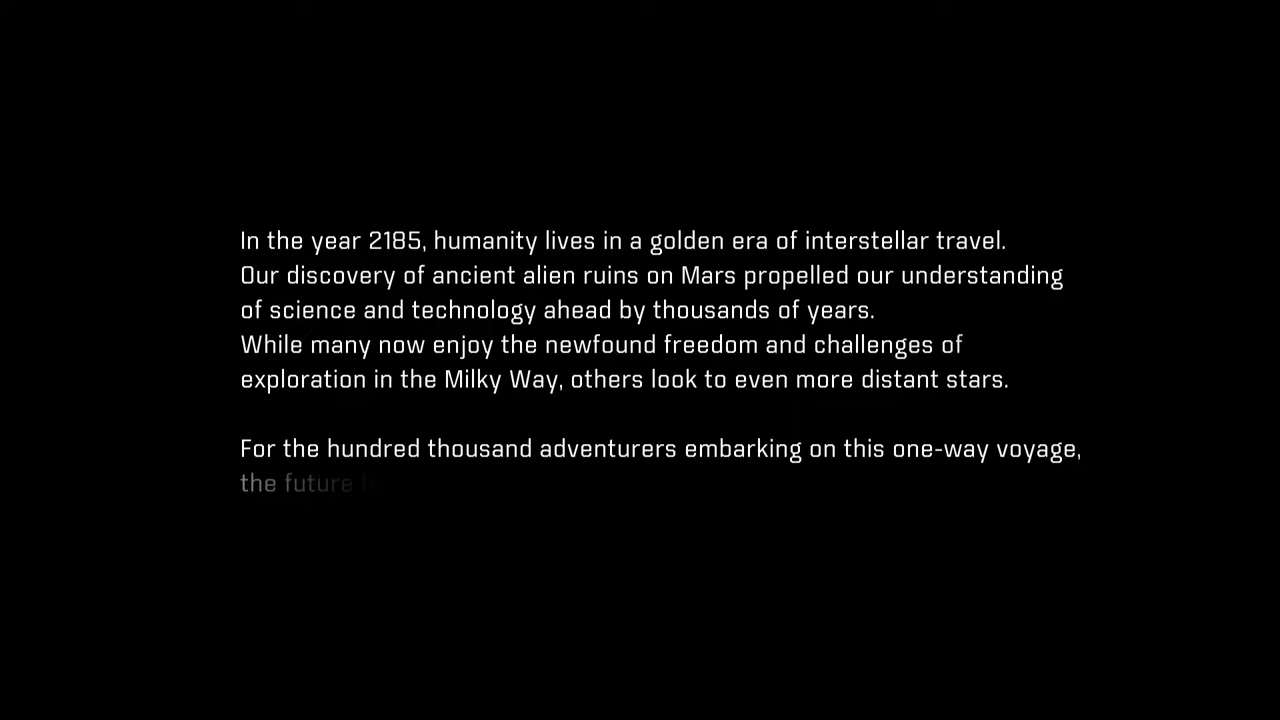 In the year 2185, humanity lives in a golden era of interstellar travel.
Our discovery of ancient alien ruins on Mars propelled our understanding
of science and technology ahead by thousands of years.
While many now enjoy the newfound freedom and challenges of
exploration in the Milky Way, others look to even more distant stars.
For the hundred thousand adventurers embarking on this one-way voyage,
the future